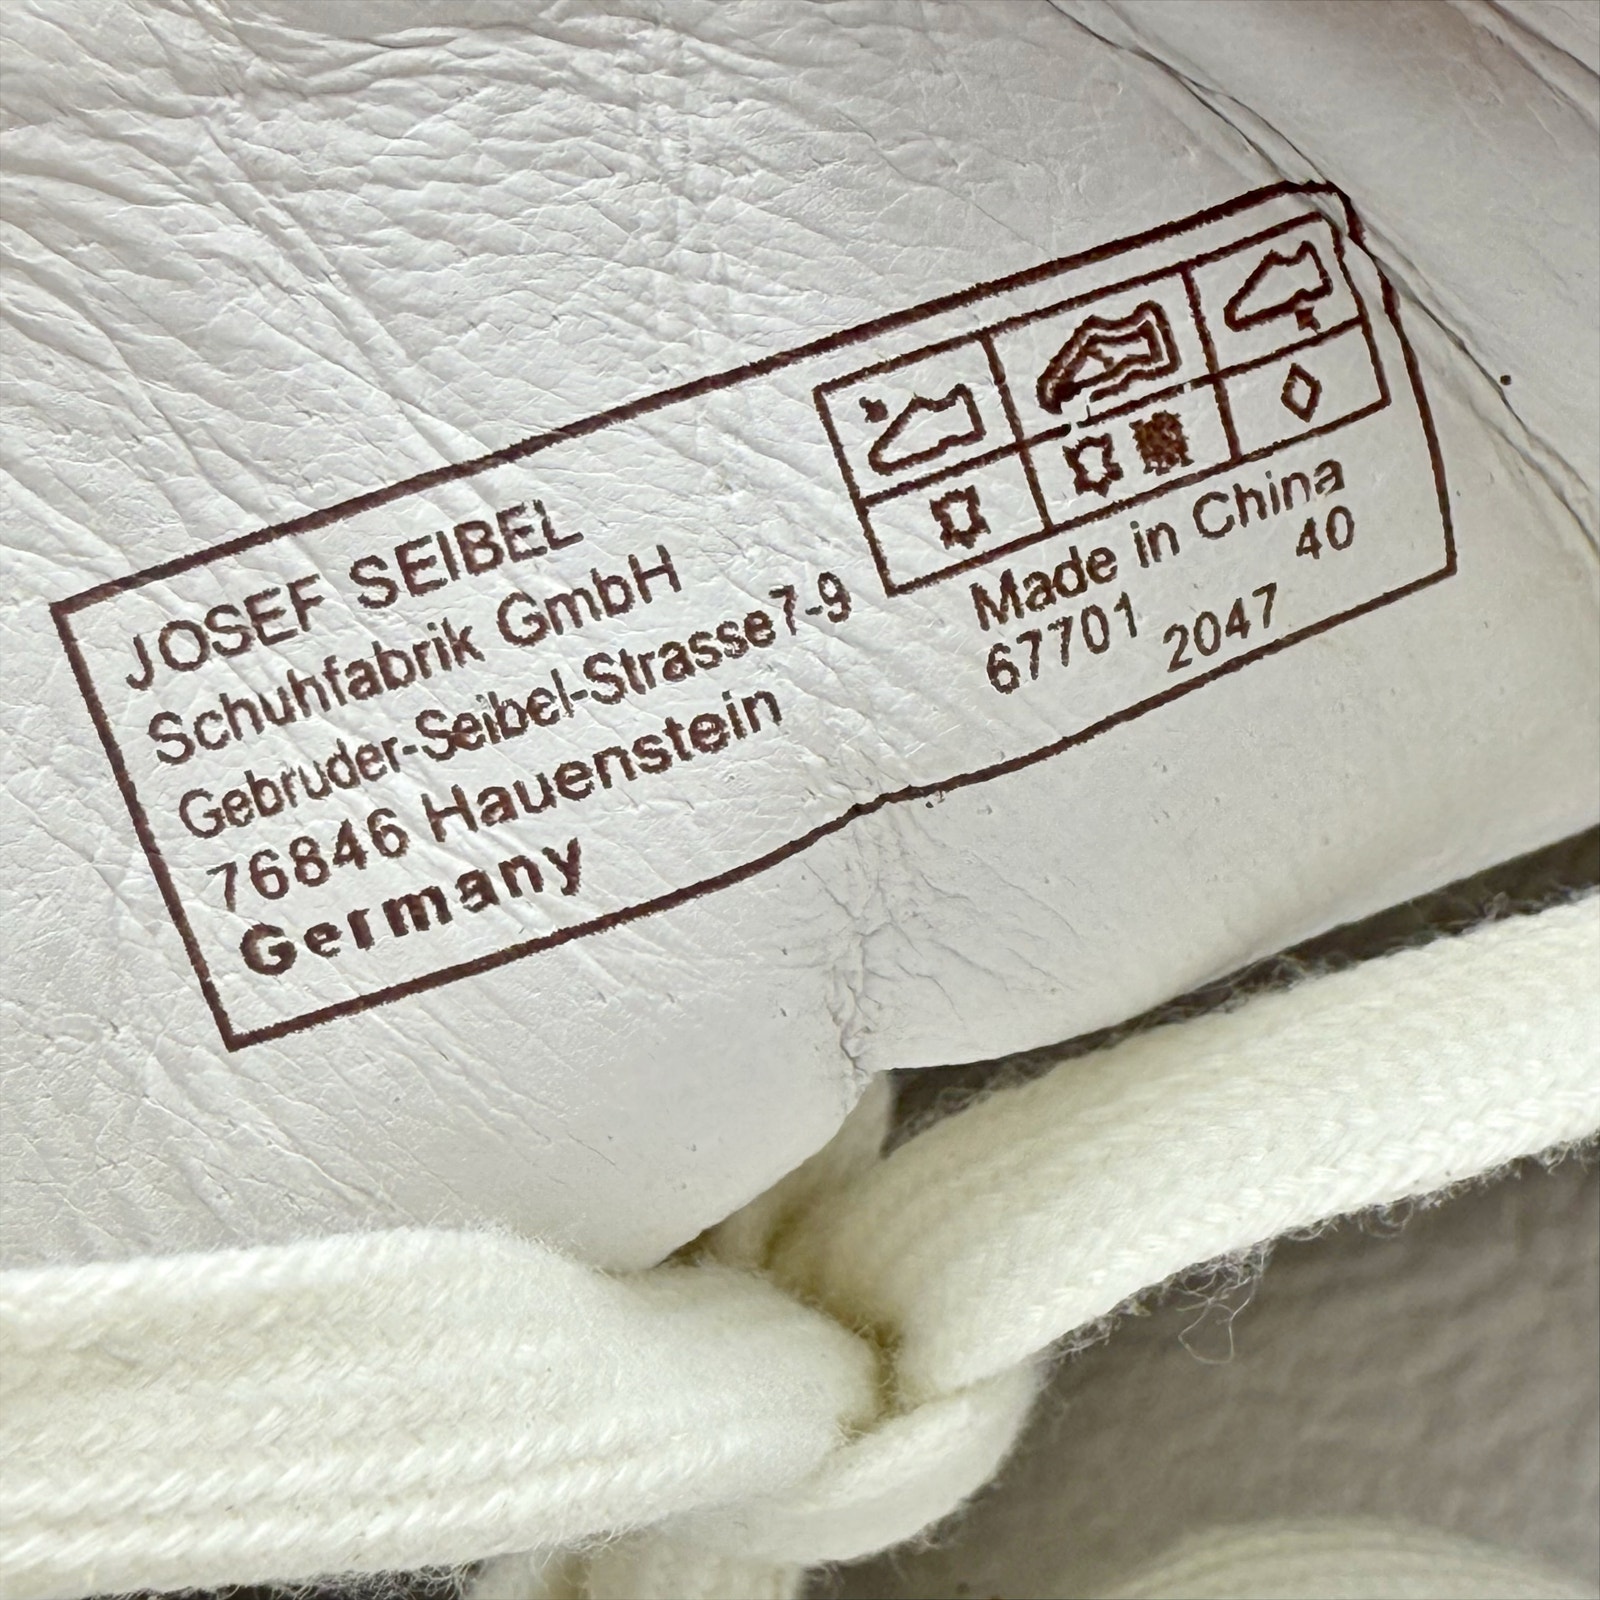 JOSEF SEIBEL
Schuhfabrik GmbH
Gebruder-Seibel-Strasse7-9
76846 Hauenstein
Germany
Made in China
40
67701
2047